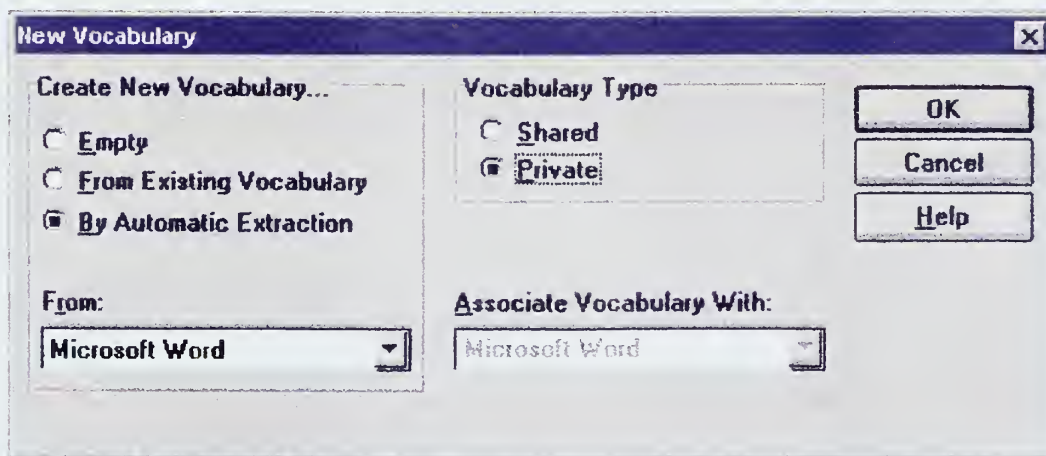 New Vocabulary
Create New Vocabulary...
Empty
From Existing Vocabulary
By Automatic Extraction
From:
Microsoft Word
Vocabulary Type
Shared
Private
Associate Vocabulary With:
Microsoft Word
OK
Cancel
Help